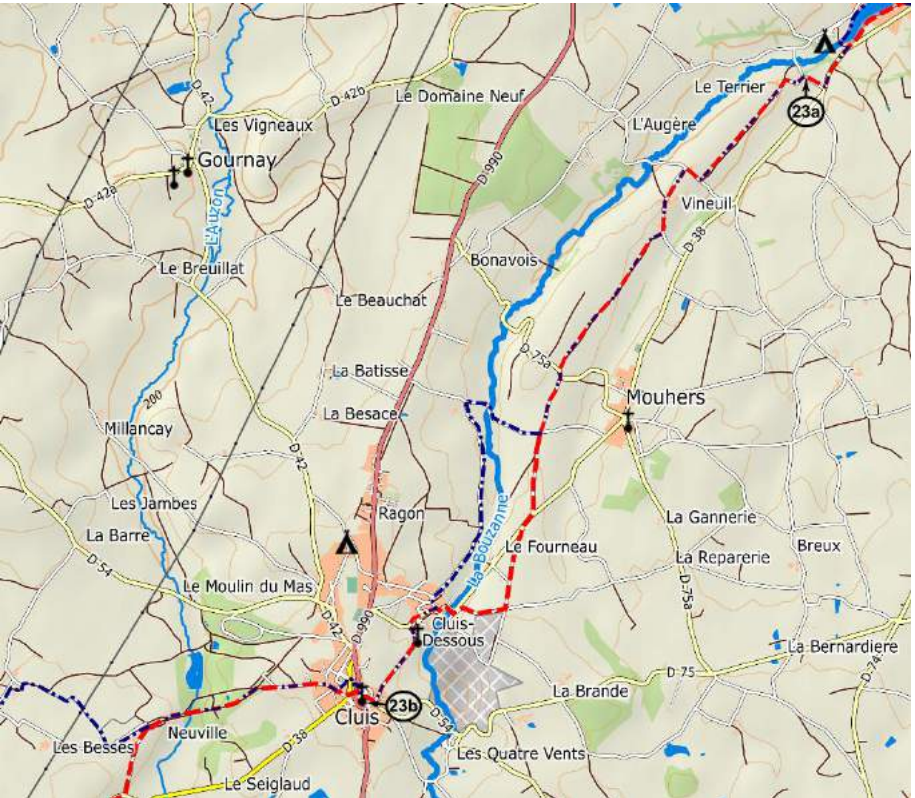 D-42
D-42b
Le Domaine Neuf
Le Terrier
23a
Les Vigneaux
L'Augère
Gournay
D-990
D-42a
L'Auzon
Vineuil
D-38
Bonavois
Le Breuillat
Le Beauchat
D-75a
La Batisse
200
La Besace
Mouhers
Millancay
D-42
Les Jambes
Ragon
La Bouzanne
La Gannerie
La Barre
Le Fourneau
La Reparerie
Breux
D-54
Le Moulin du Mas
D-75a
D-42
D-990
Cluis-
Dessous
La Bernardiere
D-75
D-74
La Brande
23b
Cluis
D-54
Neuville
D-38
Les Besses
Les Quatre Vents
Le Seiglaud